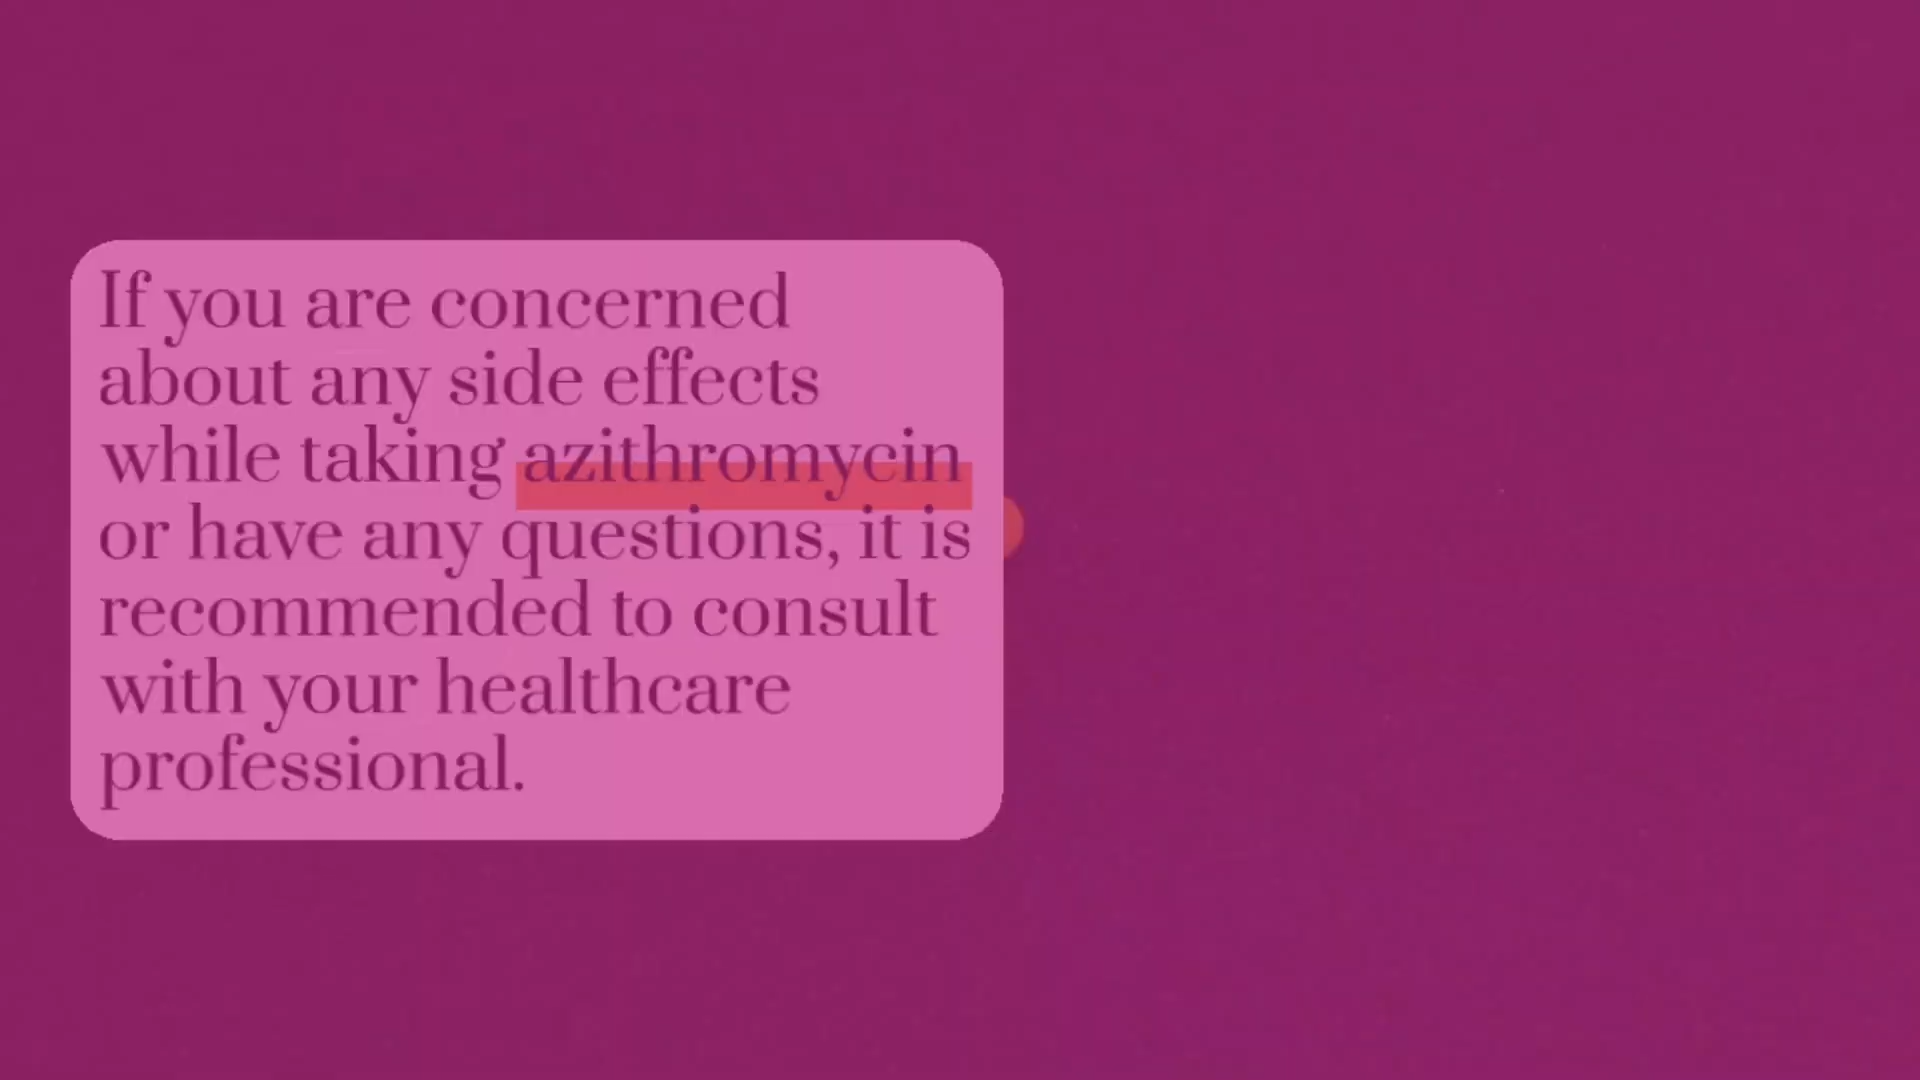 If you are concerned
about any side effects
while taking azithromycin
or have any questions, it is
recommended to consult
with your healthcare
professional.